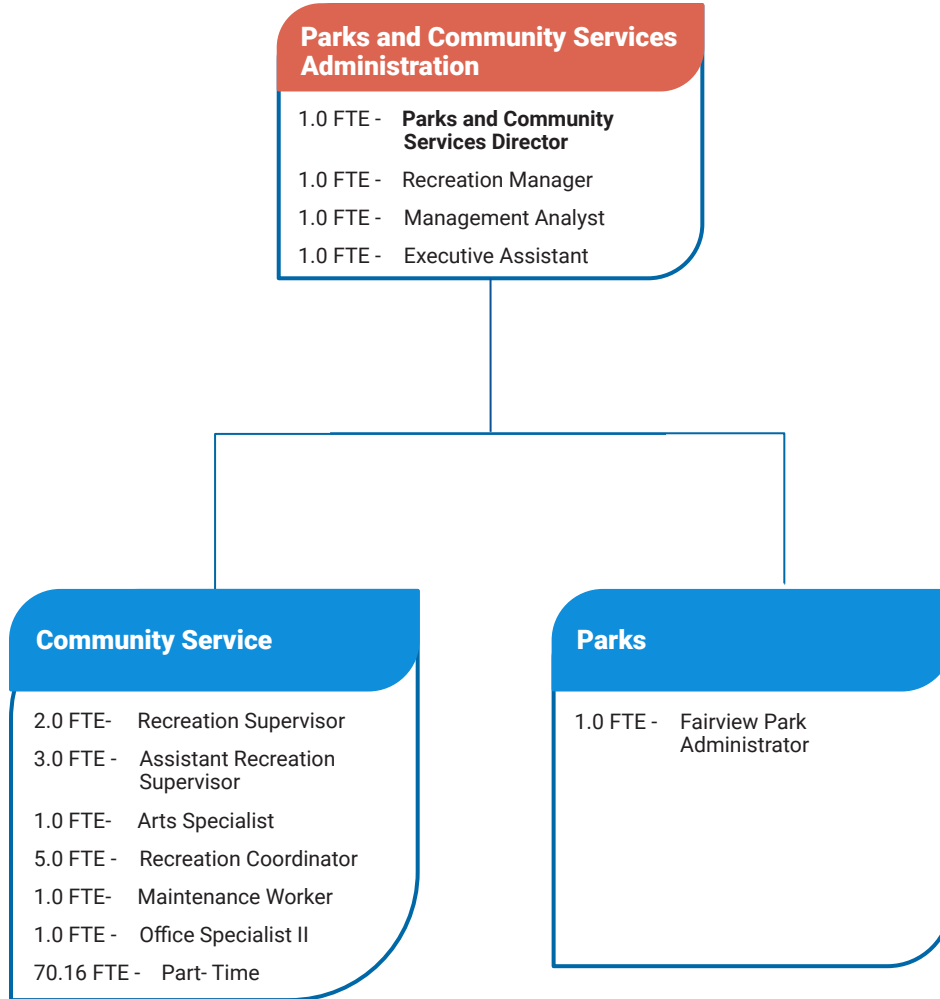 Parks and Community Services
Administration
1.0 FTE - Parks and Community
Services Director
1.0 FTE - Recreation Manager
1.0 FTE - Management Analyst
1.0 FTE - Executive Assistant
Community Service
2.0 FTE- Recreation Supervisor
3.0 FTE - Assistant Recreation
Supervisor
1.0 FTE- Arts Specialist
5.0 FTE - Recreation Coordinator
1.0 FTE- Maintenance Worker
1.0 FTE - Office Specialist II
70.16 FTE - Part- Time
Parks
1.0 FTE - Fairview Park
Administrator